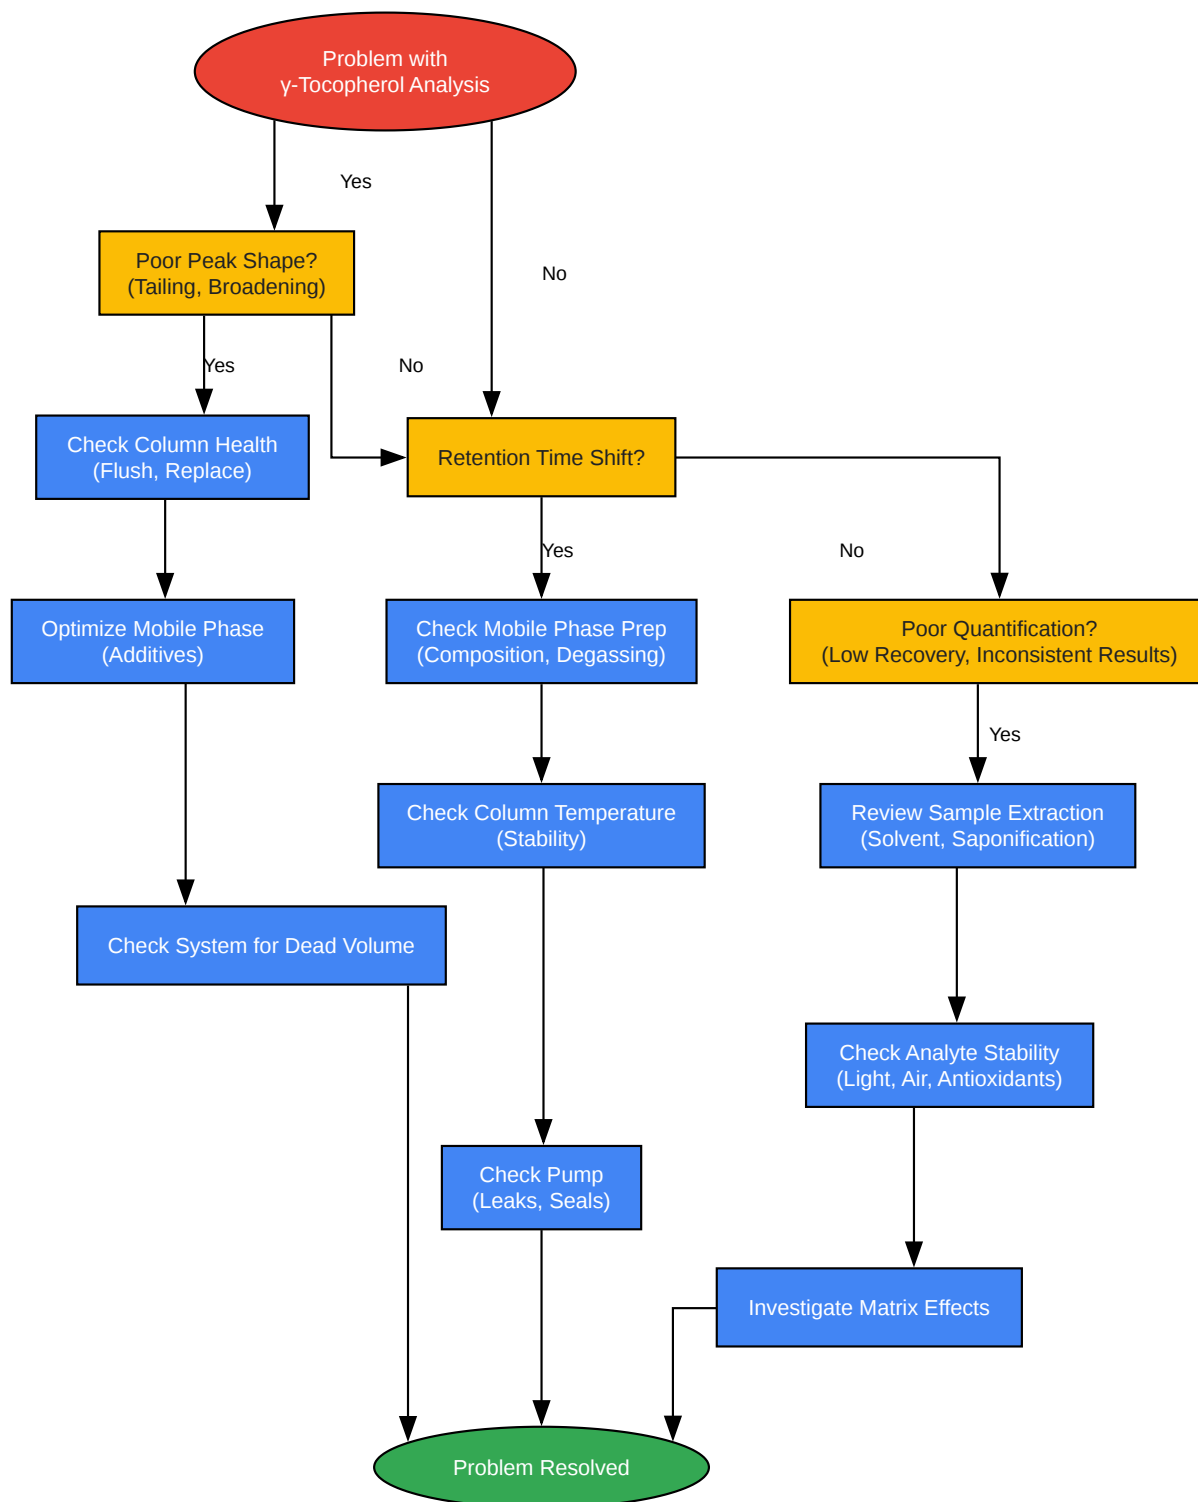 Problem with
γ-Tocopherol Analysis
Yes
No
Poor Peak Shape?
(Tailing, Broadening)
Yes
No
Check Column Health
(Flush, Replace)
Retention Time Shift?
Yes
No
Optimize Mobile Phase
(Additives)
Check Mobile Phase Prep
(Composition, Degassing)
Poor Quantification?
(Low Recovery, Inconsistent Results)
Yes
Check Column Temperature
(Stability)
Review Sample Extraction
(Solvent, Saponification)
Check System for Dead Volume
Check Analyte Stability
(Light, Air, Antioxidants)
Check Pump
(Leaks, Seals)
Investigate Matrix Effects
Problem Resolved